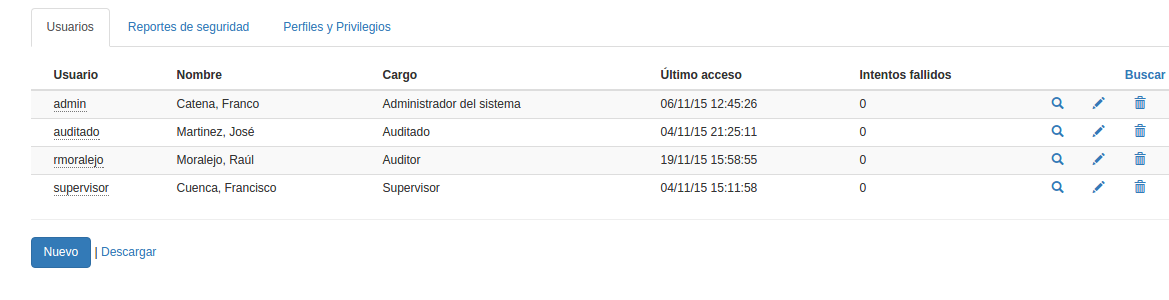 Usuarios Reportes de seguridad Perfiles y Privilegios
Usuario Nombre Cargo Último acceso Intentos fallidos Buscar
admin Catena, Franco Administrador del sistema 06/11/15 12:45:26 0
auditado Martinez, José Auditado 04/11/15 21:25:11 0
rmoralejo Moralejo, Raúl Auditor 19/11/15 15:58:55 0
supervisor Cuenca, Francisco Supervisor 04/11/15 15:11:58 0
Nuevo | Descargar